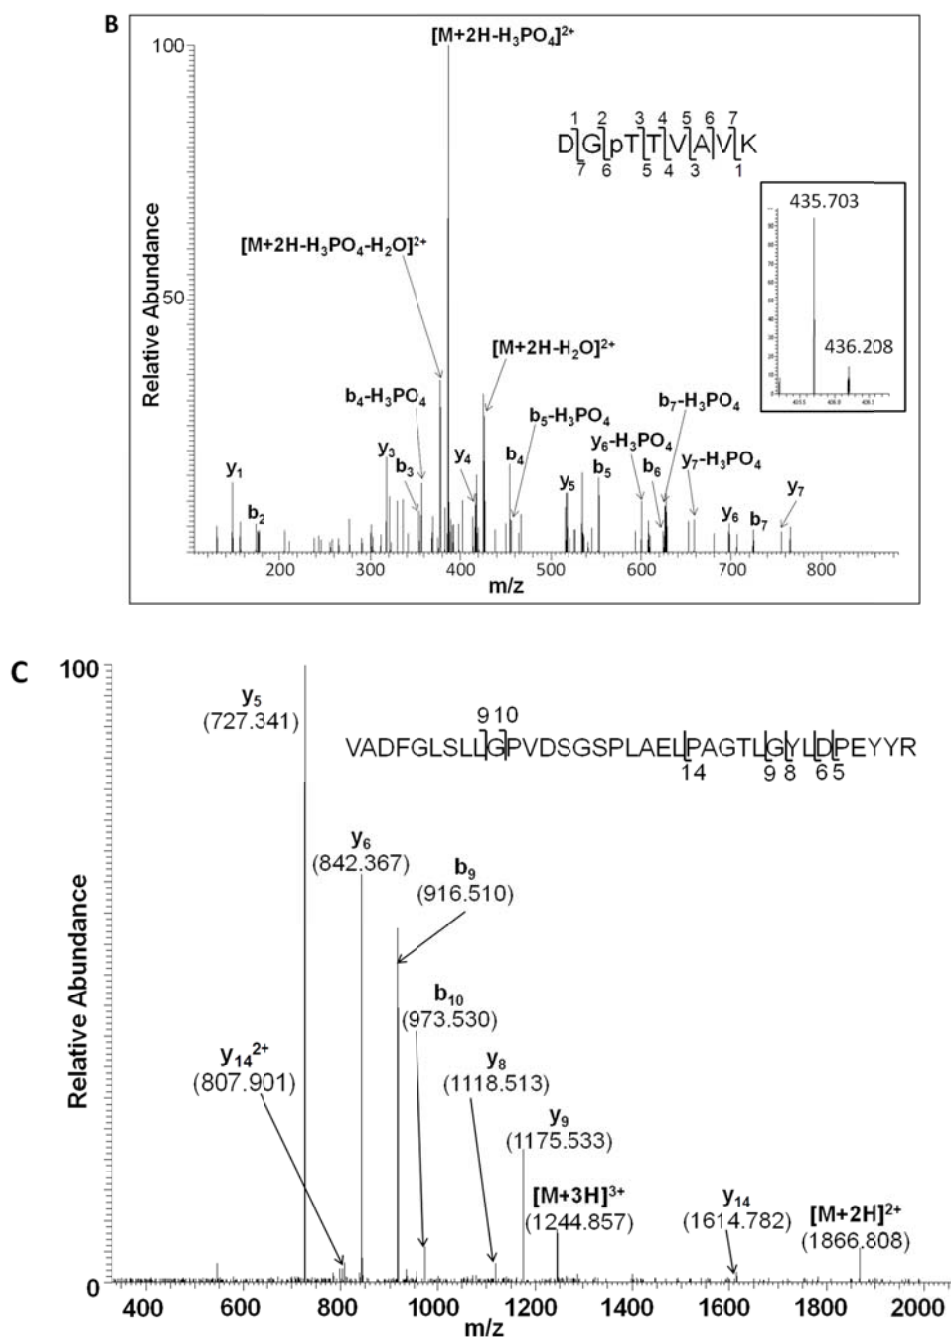 B
[M+2H-H₃PO₄]²⁺
100
1 2 3 4 5 6 7
DGpTTVAVK
7 6 5 4 3 1
435.703
436.208
[M+2H-H₃PO₄-H₂O]²⁺
50
[M+2H-H₂O]²⁺
b₄-H₃PO₄
b₅-H₃PO₄
b₇-H₃PO₄
y₆-H₃PO₄
y₃
b₃
y₄
b₄
y₅
b₅
b₆
y₇-H₃PO₄
y₁
b₂
y₆
b₇
y₇
Relative Abundance
200 300 400 500 600 700 800
m/z
C
100
y₅
(727.341)
9 10
VADFGLSLLGPVDSGSPLAELPAGTLGYLDPEYYR
14 9 8 6 5
y₆
(842.367)
b₉
(916.510)
b₁₀
(973.530)
y₁₄²⁺
(807.901)
y₈
(1118.513)
y₉
(1175.533)
[M+3H]³⁺
(1244.857)
y₁₄
(1614.782)
[M+2H]²⁺
(1866.808)
Relative Abundance
0
400 600 800 1000 1200 1400 1600 1800 2000
m/z